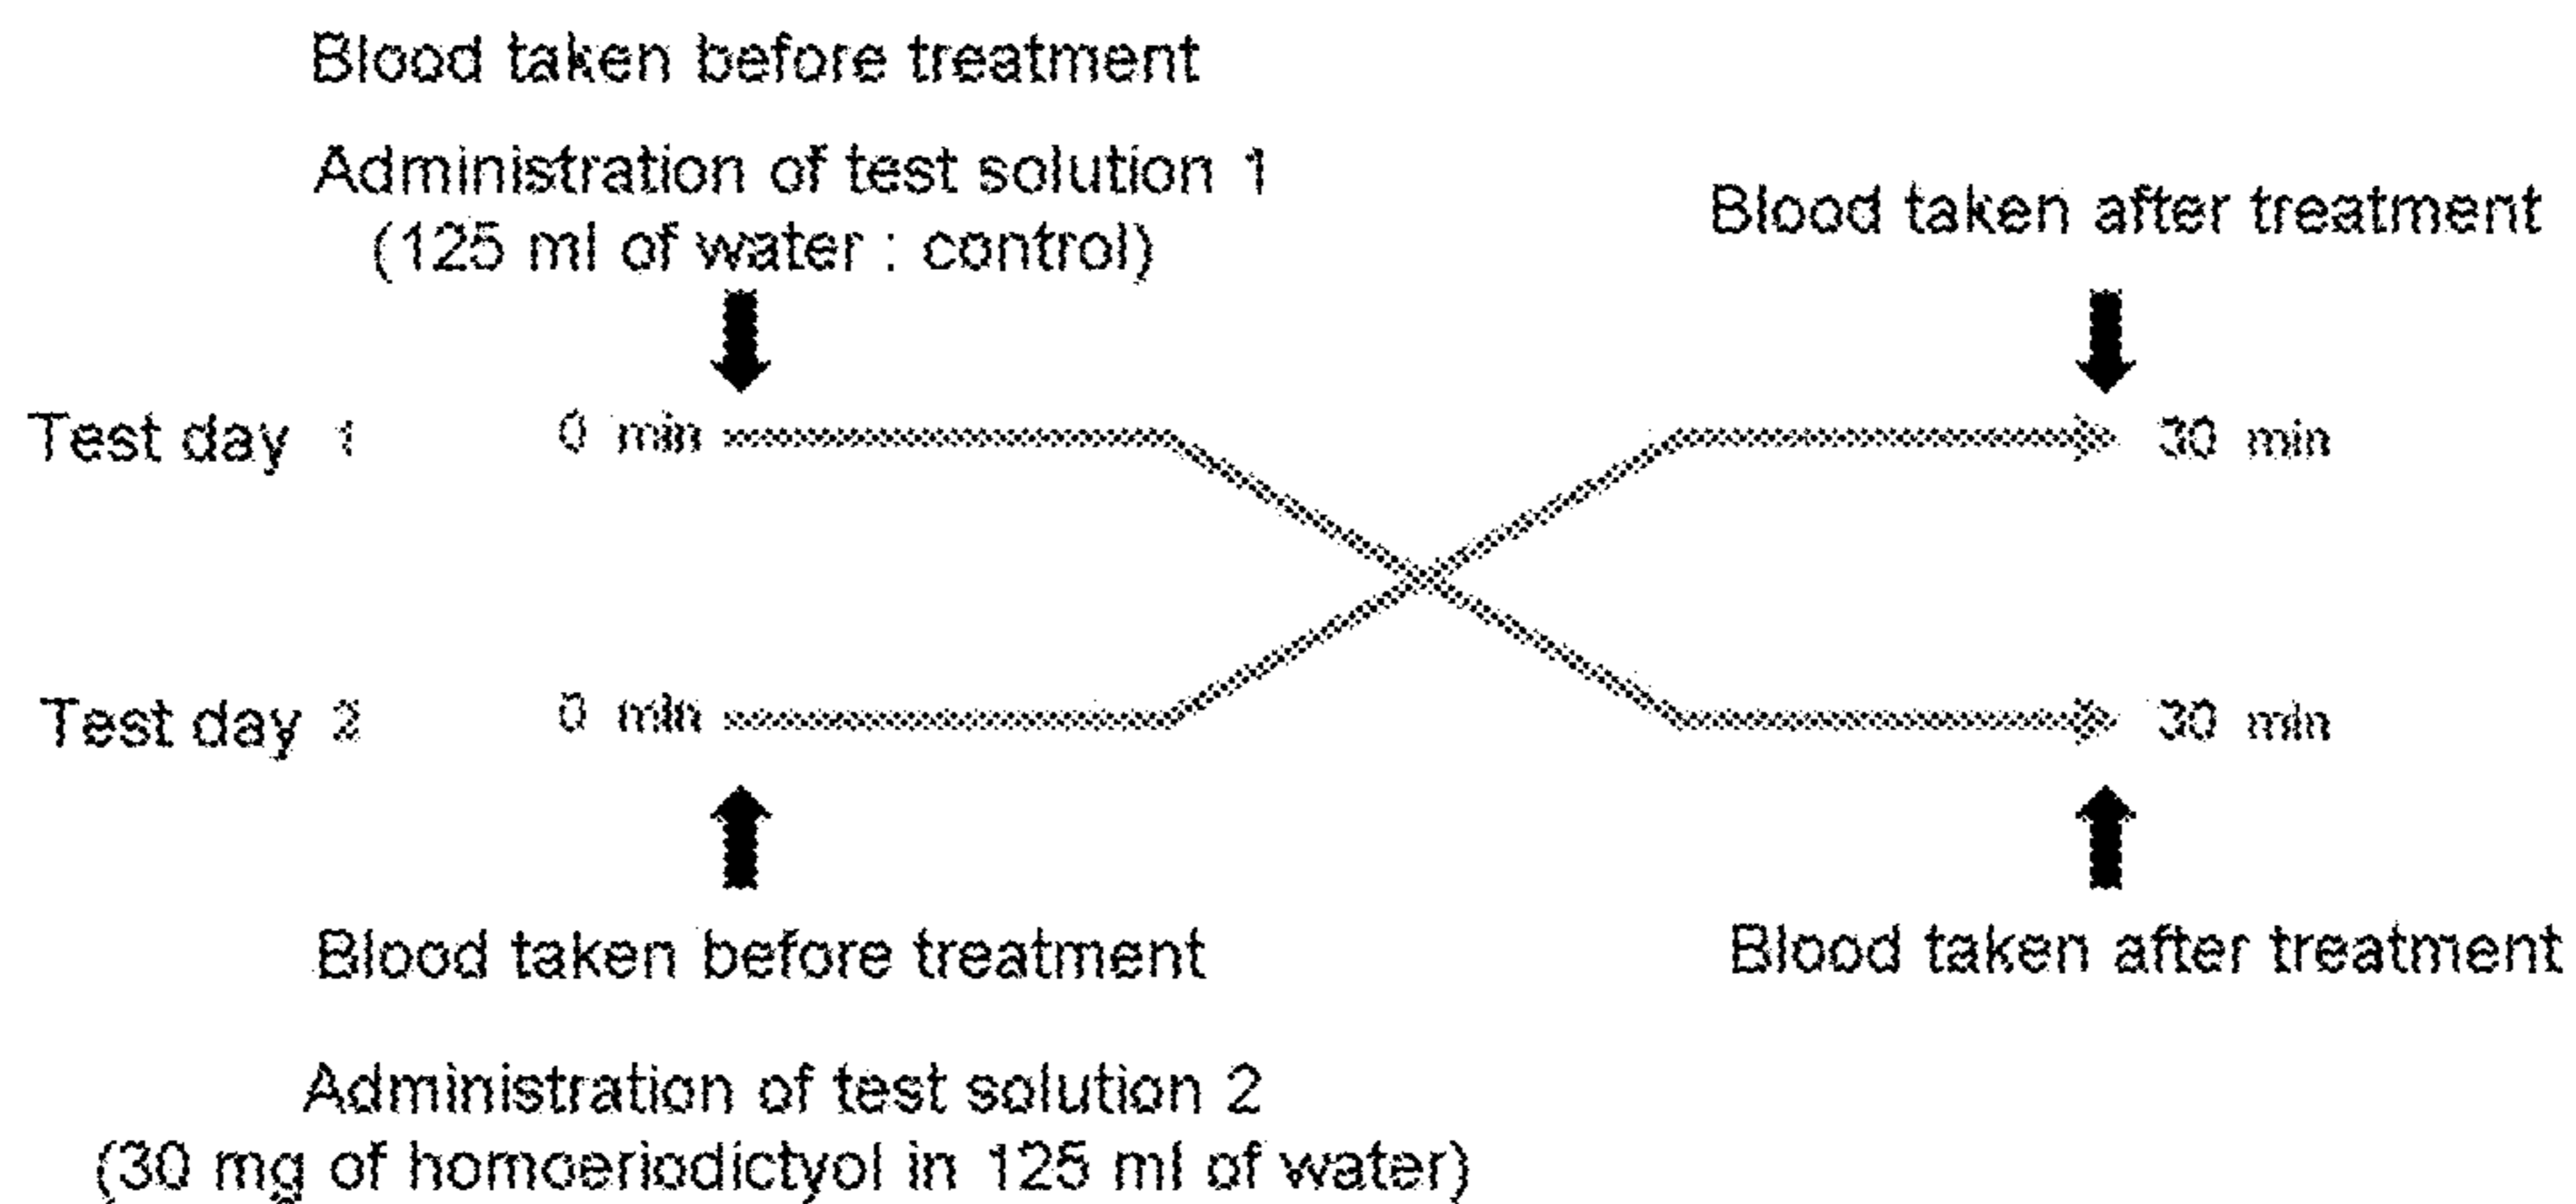 Blood taken before treatment
Administration of test solution 1
(125 ml of water : control)
Blood taken after treatment
Test day 1 0 min 30 min
Test day 2 0 min 30 min
Blood taken before treatment
Blood taken after treatment
Administration of test solution 2
(30 mg of homoeriodictyol in 125 ml of water)